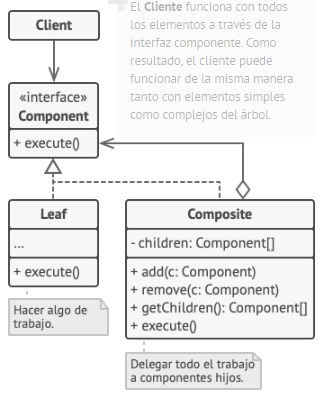 Client
El Cliente funciona con todos
los elementos a través de la
interfaz componente. Como
resultado, el cliente puede
funcionar de la misma manera
tanto con elementos simples
como complejos del árbol.
«interface»
Component
+ execute()
Leaf
...
+ execute()
Hacer algo de
trabajo.
Composite
- children: Component[]
+ add(c: Component)
+ remove(c: Component)
+ getChildren(): Component[]
+ execute()
Delegar todo el trabajo
a componentes hijos.